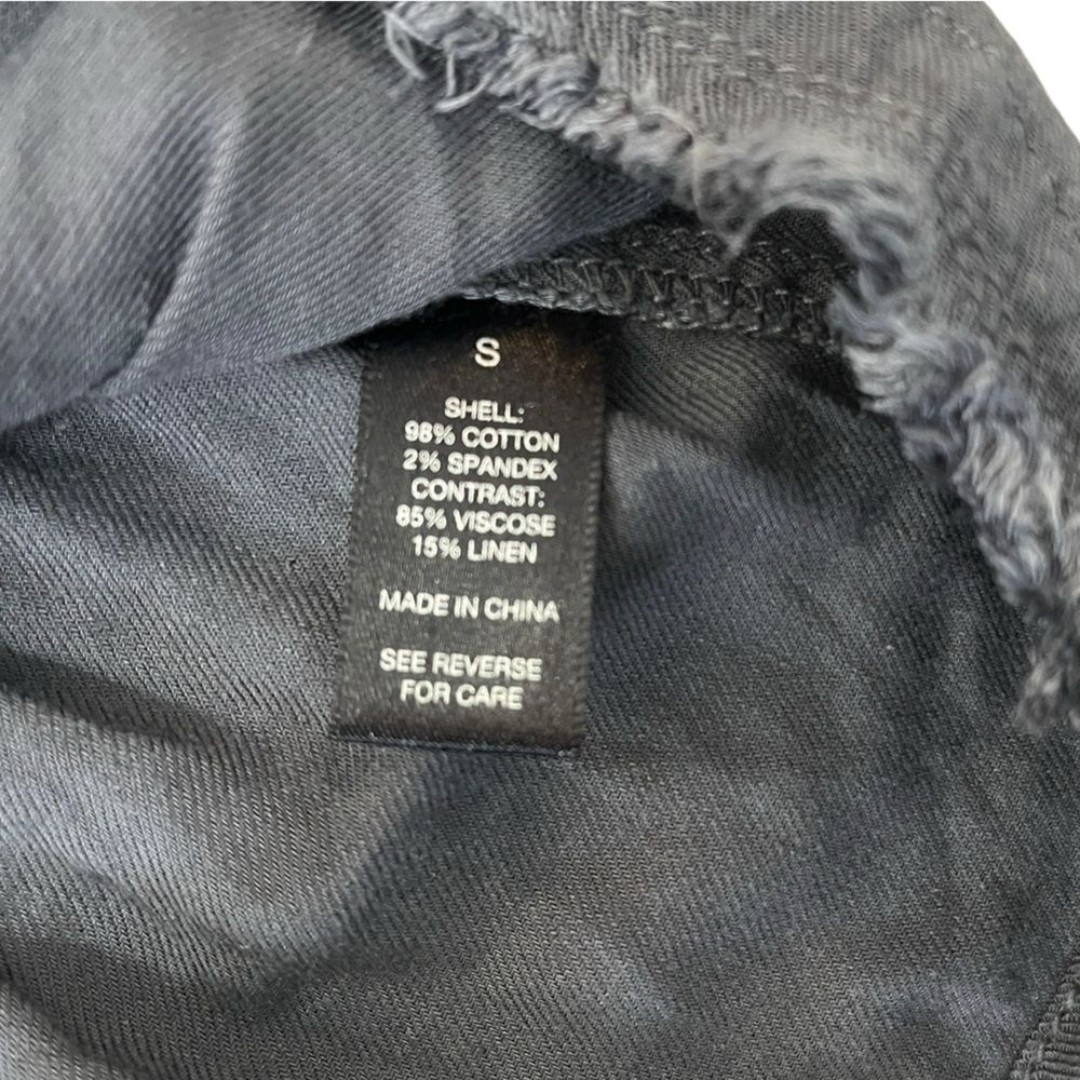 S
SHELL:
98% COTTON
2% SPANDEX
CONTRAST:
85% VISCOSE
15% LINEN
MADE IN CHINA
SEE REVERSE
FOR CARE